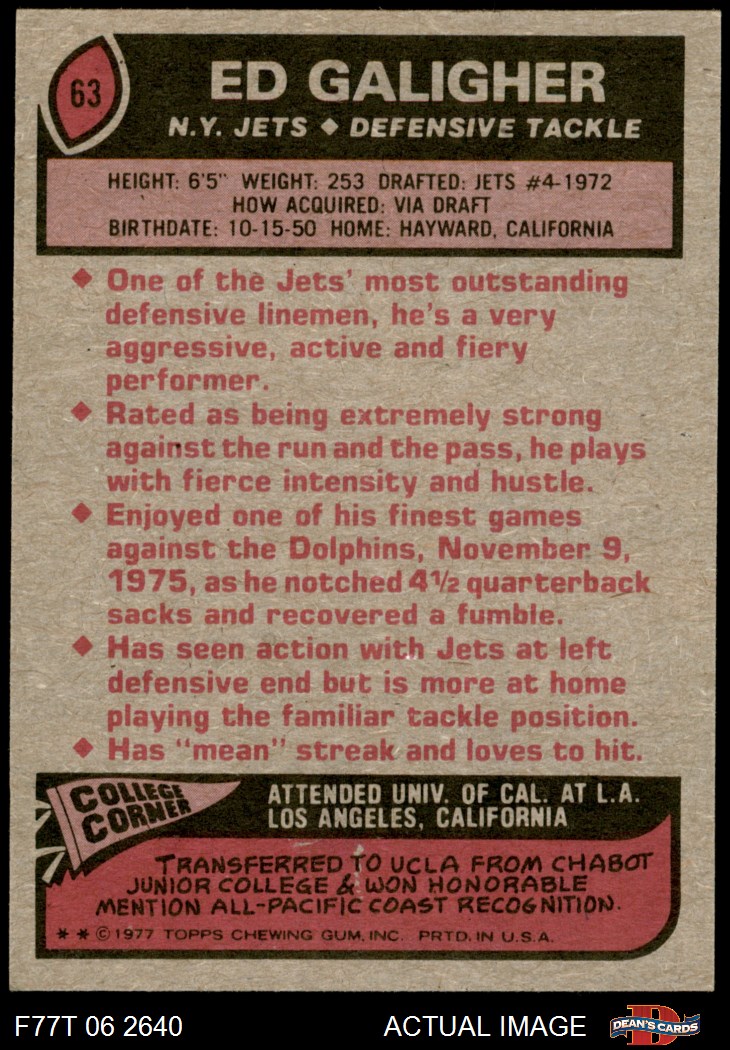 63
ED GALIGHER
N.Y. JETS ◆ DEFENSIVE TACKLE
HEIGHT: 6'5" WEIGHT: 253 DRAFTED: JETS #4-1972
HOW ACQUIRED: VIA DRAFT
BIRTHDATE: 10-15-50 HOME: HAYWARD, CALIFORNIA
◆ One of the Jets' most outstanding
defensive linemen, he's a very
aggressive, active and fiery
performer.
◆ Rated as being extremely strong
against the run and the pass, he plays
with fierce intensity and hustle.
◆ Enjoyed one of his finest games
against the Dolphins, November 9,
1975, as he notched 4½ quarterback
sacks and recovered a fumble.
◆ Has seen action with Jets at left
defensive end but is more at home
playing the familiar tackle position.
◆ Has "mean" streak and loves to hit.
COLLEGE
CORNER
ATTENDED UNIV. OF CAL. AT L.A.
LOS ANGELES, CALIFORNIA
TRANSFERRED TO UCLA FROM CHABOT
JUNIOR COLLEGE & WON HONORABLE
MENTION ALL-PACIFIC COAST RECOGNITION.
* * © 1977 TOPPS CHEWING GUM, INC. PRTD. IN U.S.A.
F77T 06 2640 ACTUAL IMAGE DEAN'S CARDS